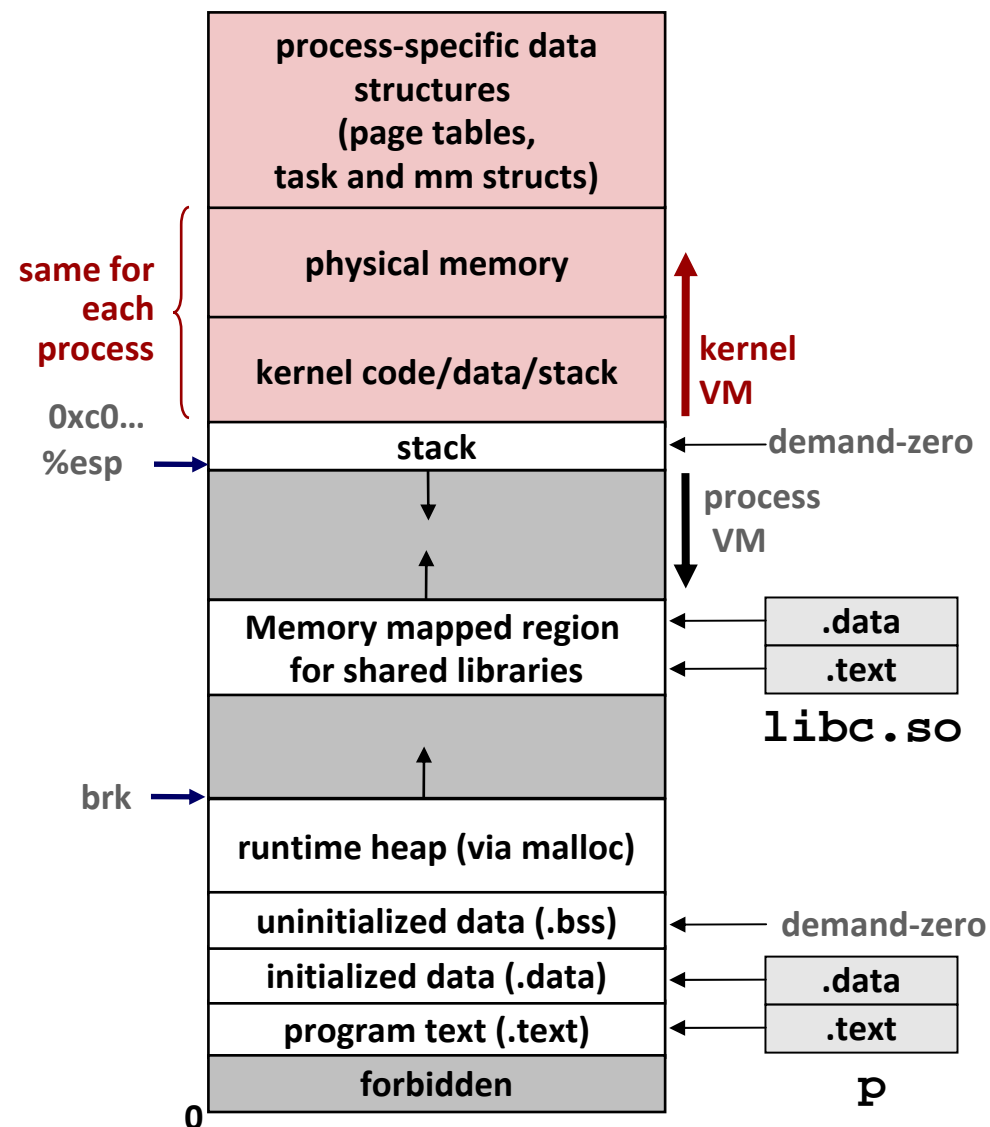 process-specific data
structures
(page tables,
task and mm structs)
same for
each
process
physical memory
kernel code/data/stack
kernel
VM
0xc0…
%esp
stack
demand-zero
process
VM
Memory mapped region
for shared libraries
.data
.text
libc.so
brk
runtime heap (via malloc)
uninitialized data (.bss)
demand-zero
initialized data (.data)
.data
program text (.text)
.text
forbidden
p
0